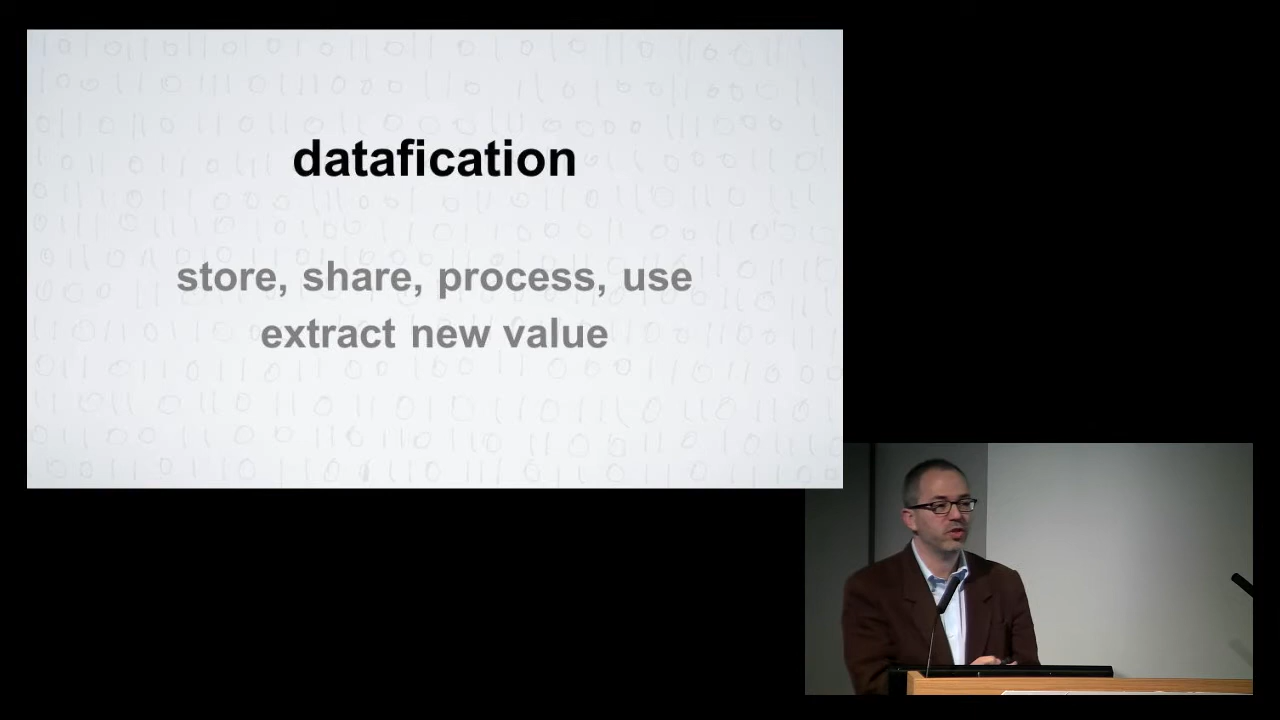 datafication
store, share, process, use
extract new value